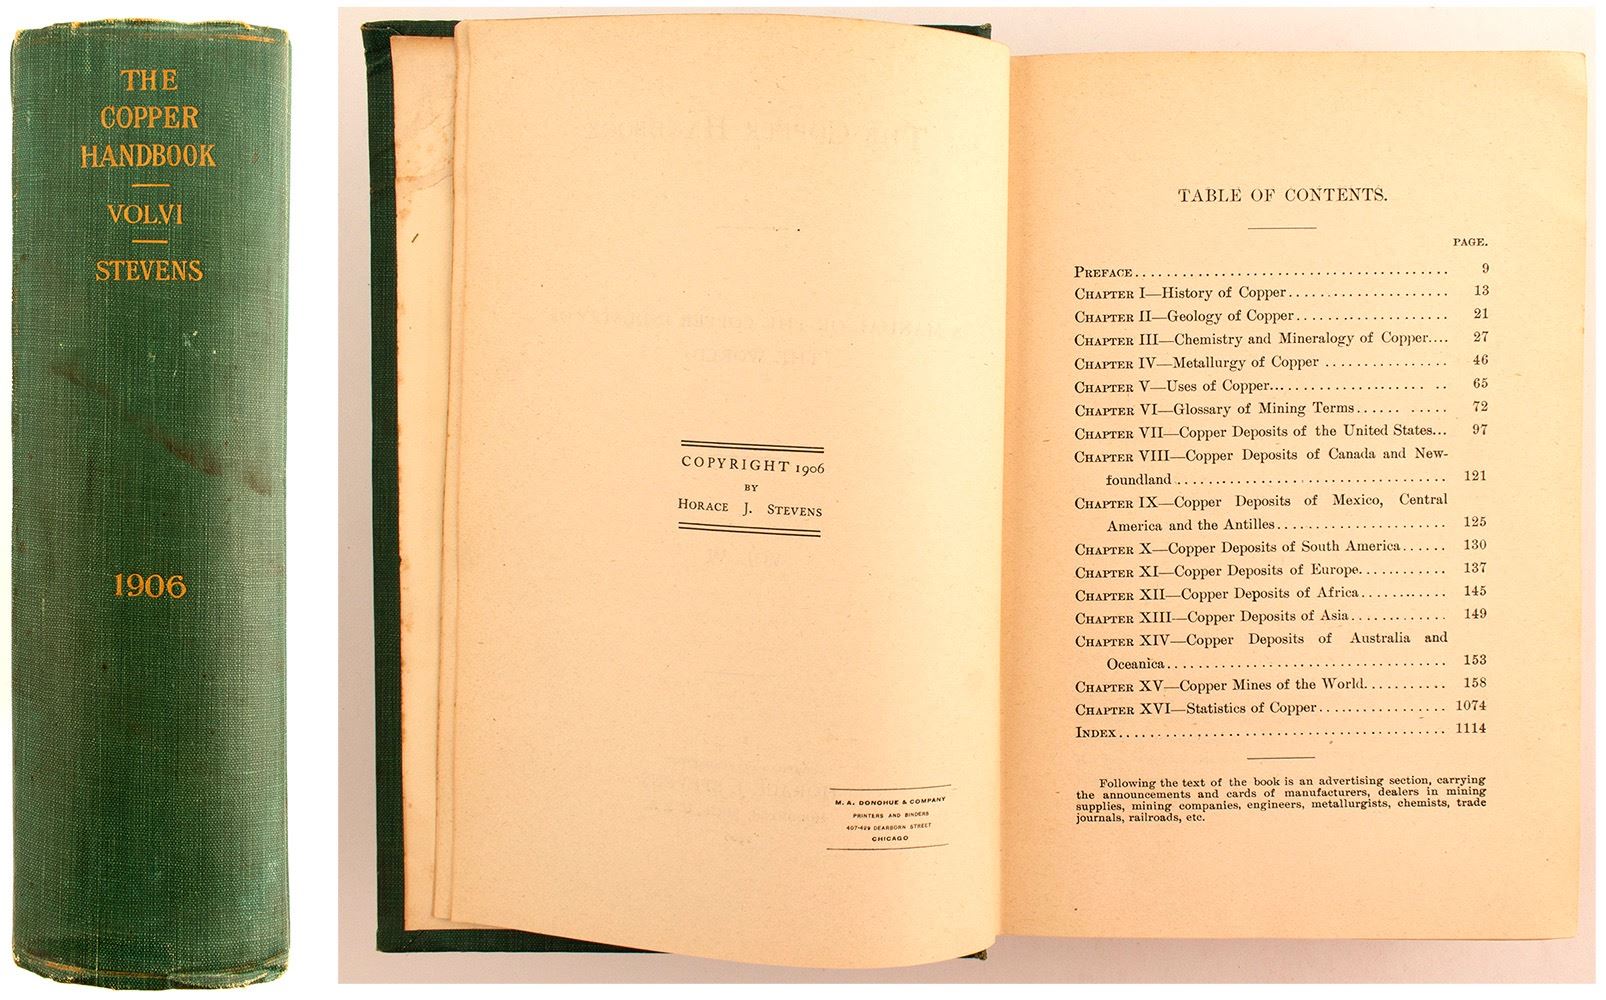 THE
COPPER
HANDBOOK
VOL.VI
STEVENS
1906
COPYRIGHT 1906
BY
HORACE J. STEVENS
M. A. DONOHUE & COMPANY
PRINTERS AND BINDERS
407-429 DEARBORN STREET
CHICAGO
TABLE OF CONTENTS.
PAGE.
PREFACE........................................ 9
CHAPTER I—History of Copper..................... 13
CHAPTER II—Geology of Copper.................... 21
CHAPTER III—Chemistry and Mineralogy of Copper.... 27
CHAPTER IV—Metallurgy of Copper ................ 46
CHAPTER V—Uses of Copper...................... .. 65
CHAPTER VI—Glossary of Mining Terms...... ..... 72
CHAPTER VII—Copper Deposits of the United States... 97
CHAPTER VIII—Copper Deposits of Canada and New-
foundland................................... 121
CHAPTER IX—Copper Deposits of Mexico, Central
America and the Antilles...................... 125
CHAPTER X—Copper Deposits of South America...... 130
CHAPTER XI—Copper Deposits of Europe............ 137
CHAPTER XII—Copper Deposits of Africa........... 145
CHAPTER XIII—Copper Deposits of Asia............. 149
CHAPTER XIV—Copper Deposits of Australia and
Oceanica..................................... 153
CHAPTER XV—Copper Mines of the World........... 158
CHAPTER XVI—Statistics of Copper................. 1074
INDEX........................................... 1114
Following the text of the book is an advertising section, carrying
the announcements and cards of manufacturers, dealers in mining
supplies, mining companies, engineers, metallurgists, chemists, trade
journals, railroads, etc.